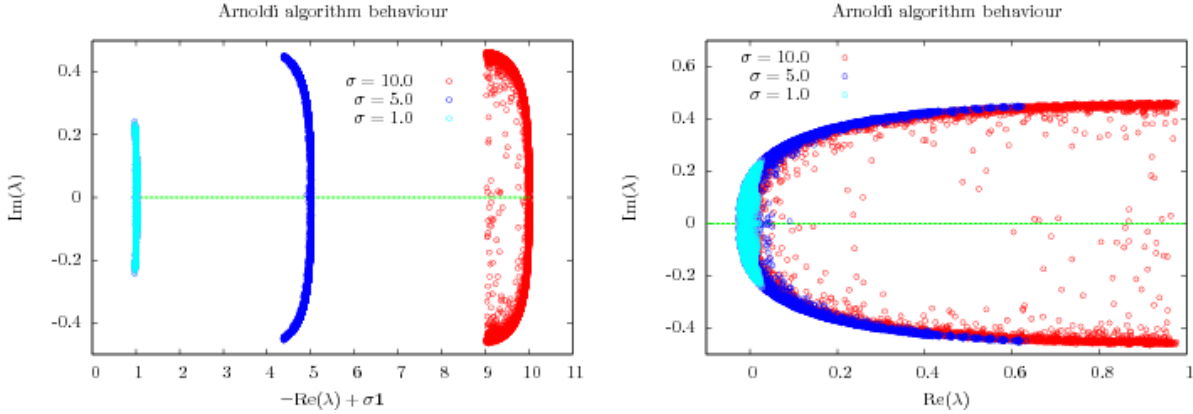 Arnoldi algorithm behaviour
0.4
0.2
0
-0.2
-0.4
Im(λ)
σ = 10.0
σ = 5.0
σ = 1.0
0 1 2 3 4 5 6 7 8 9 10 11
−Re(λ) + σ1
Arnoldi algorithm behaviour
0.6
0.4
0.2
0
-0.2
-0.4
Im(λ)
σ = 10.0
σ = 5.0
σ = 1.0
0 0.2 0.4 0.6 0.8 1
Re(λ)